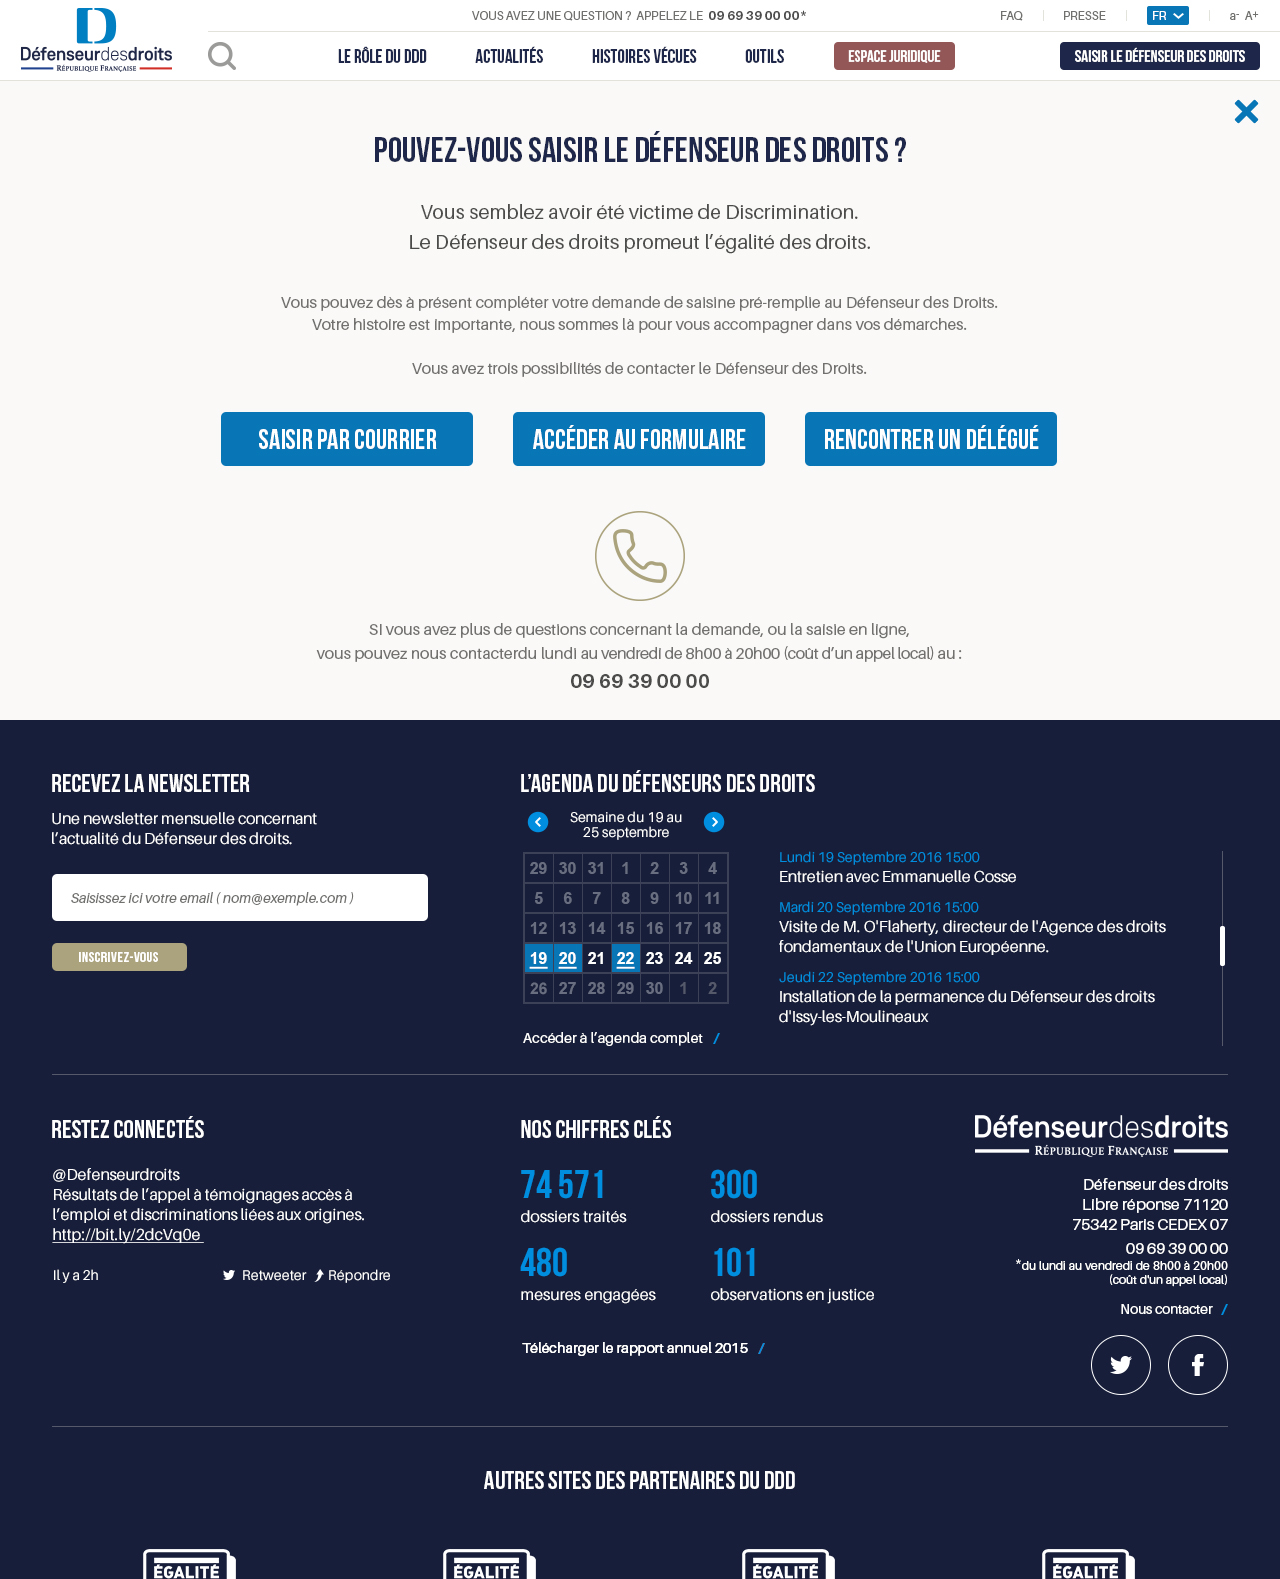 VOUS AVEZ UNE QUESTION ? APPELEZ LE 09 69 39 00 00*
FAQ
PRESSE
FR
a- A+
D
Défenseurdesdroits
RÉPUBLIQUE FRANÇAISE
LE RÔLE DU DDD
ACTUALITÉS
HISTOIRES VÉCUES
OUTILS
ESPACE JURIDIQUE
SAISIR LE DÉFENSEUR DES DROITS
POUVEZ-VOUS SAISIR LE DÉFENSEUR DES DROITS ?
Vous semblez avoir été victime de Discrimination.
Le Défenseur des droits promeut l’égalité des droits.
Vous pouvez dès à présent compléter votre demande de saisine pré-remplie au Défenseur des Droits.
Votre histoire est importante, nous sommes là pour vous accompagner dans vos démarches.
Vous avez trois possibilités de contacter le Défenseur des Droits.
SAISIR PAR COURRIER
ACCÉDER AU FORMULAIRE
RENCONTRER UN DÉLÉGUÉ
Si vous avez plus de questions concernant la demande, ou la saisie en ligne,
vous pouvez nous contacterdu lundi au vendredi de 8h00 à 20h00 (coût d’un appel local) au :
09 69 39 00 00
RECEVEZ LA NEWSLETTER
Une newsletter mensuelle concernant
l’actualité du Défenseur des droits.
Saisissez ici votre email ( nom@exemple.com )
INSCRIVEZ-VOUS
L’AGENDA DU DÉFENSEURS DES DROITS
Semaine du 19 au
25 septembre
29 30 31 1 2 3 4
5 6 7 8 9 10 11
12 13 14 15 16 17 18
19 20 21 22 23 24 25
26 27 28 29 30 1 2
Accéder à l’agenda complet /
Lundi 19 Septembre 2016 15:00
Entretien avec Emmanuelle Cosse
Mardi 20 Septembre 2016 15:00
Visite de M. O'Flaherty, directeur de l'Agence des droits
fondamentaux de l'Union Européenne.
Jeudi 22 Septembre 2016 15:00
Installation de la permanence du Défenseur des droits
d'Issy-les-Moulineaux
RESTEZ CONNECTÉS
@Defenseurdroits
Résultats de l’appel à témoignages accès à
l’emploi et discriminations liées aux origines.
http://bit.ly/2dcVq0e
Il y a 2h
Retweeter
Répondre
NOS CHIFFRES CLÉS
74 571
dossiers traités
300
dossiers rendus
480
mesures engagées
101
observations en justice
Télécharger le rapport annuel 2015 /
Défenseurdesdroits
RÉPUBLIQUE FRANÇAISE
Défenseur des droits
Libre réponse 71120
75342 Paris CEDEX 07
09 69 39 00 00
*du lundi au vendredi de 8h00 à 20h00
(coût d'un appel local)
Nous contacter /
AUTRES SITES DES PARTENAIRES DU DDD
ÉGALITÉ
ÉGALITÉ
ÉGALITÉ
ÉGALITÉ